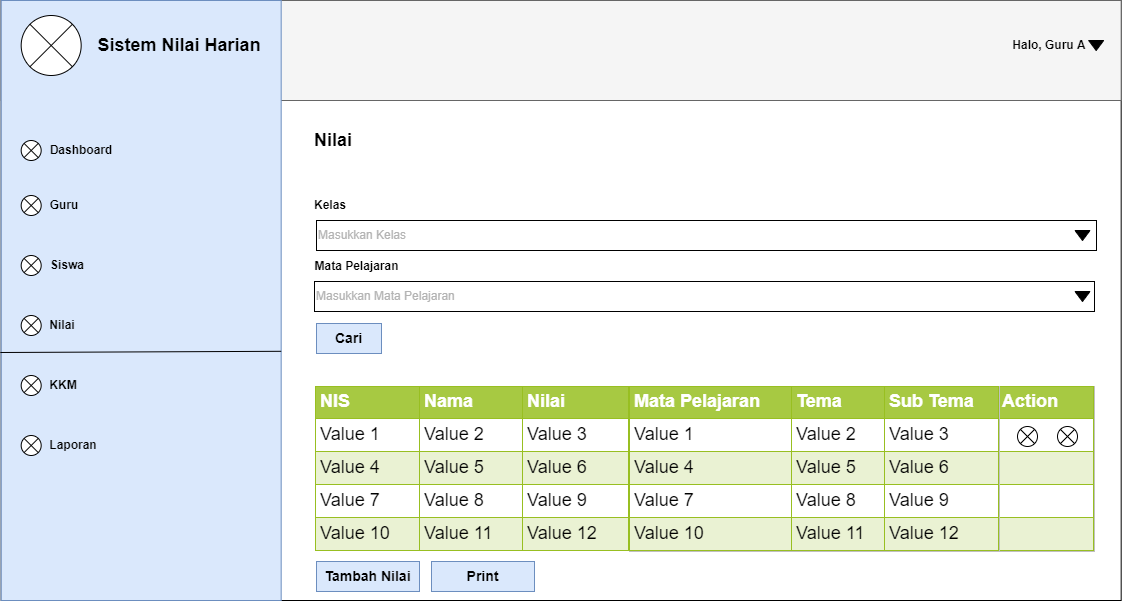 Sistem Nilai Harian
Halo, Guru A
Dashboard
Guru
Siswa
Nilai
KKM
Laporan
Nilai
Kelas
Masukkan Kelas
Mata Pelajaran
Masukkan Mata Pelajaran
Cari
NIS Nama Nilai Mata Pelajaran Tema Sub Tema Action
Value 1 Value 2 Value 3 Value 1 Value 2 Value 3
Value 4 Value 5 Value 6 Value 4 Value 5 Value 6
Value 7 Value 8 Value 9 Value 7 Value 8 Value 9
Value 10 Value 11 Value 12 Value 10 Value 11 Value 12
Tambah Nilai Print